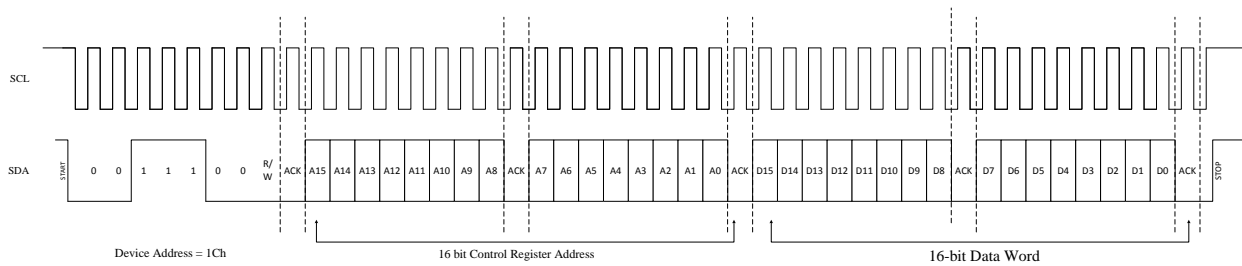 SCL
SDA START 0 0 1 1 1 0 0 R/W ACK A15 A14 A13 A12 A11 A10 A9 A8 ACK A7 A6 A5 A4 A3 A2 A1 A0 ACK D15 D14 D13 D12 D11 D10 D9 D8 ACK D7 D6 D5 D4 D3 D2 D1 D0 ACK STOP
Device Address = 1Ch 16 bit Control Register Address 16-bit Data Word